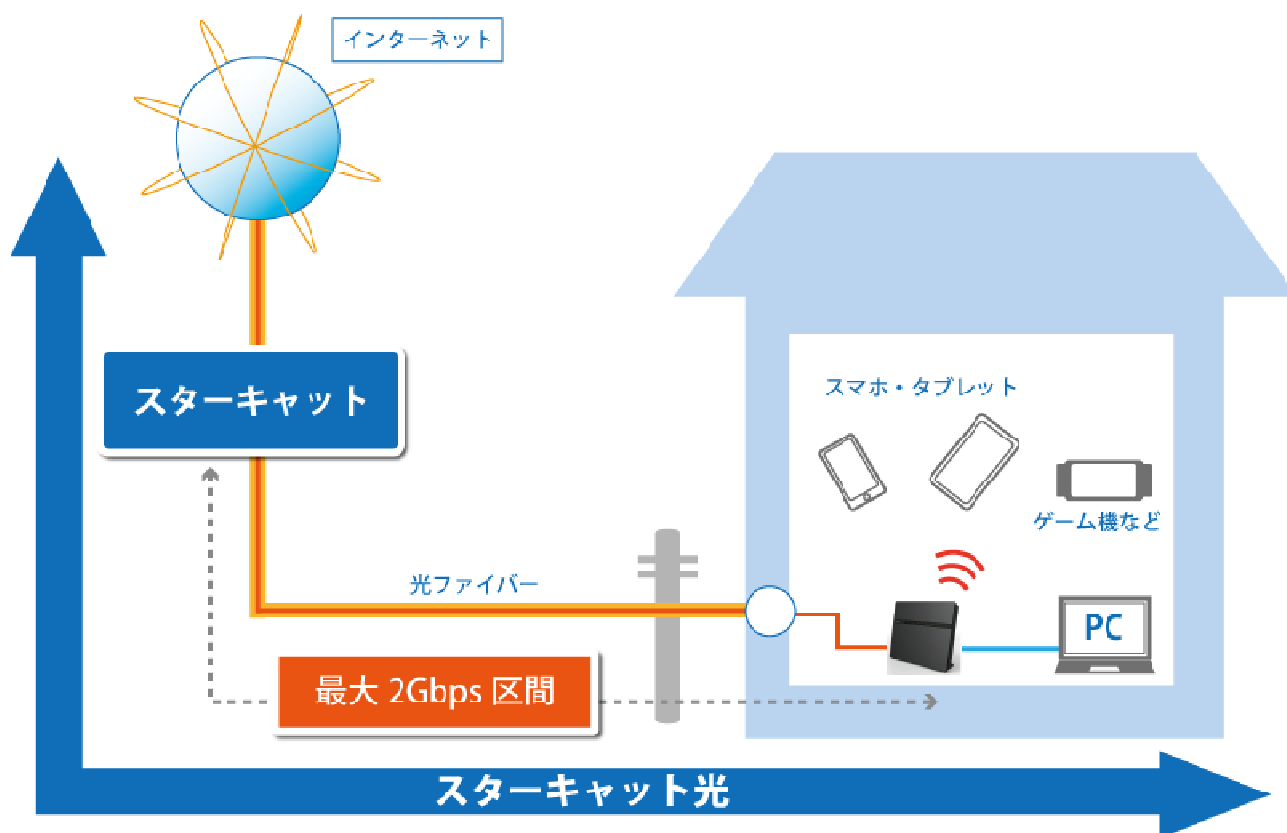 インターネット
スターキャット
スマホ・タブレット
ゲーム機など
光ファイバー
PC
最大 2Gbps 区間
スターキャット光